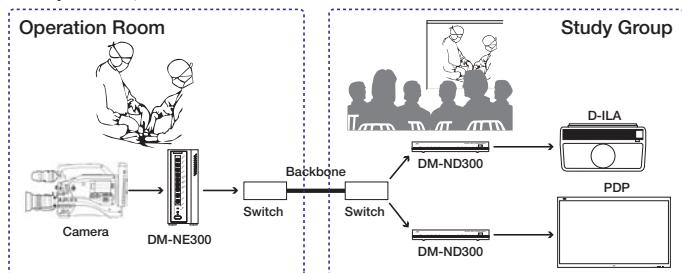 Operation Room
Study Group
D-ILA
DM-ND300
Backbone
PDP
Switch
Switch
Camera
DM-NE300
DM-ND300